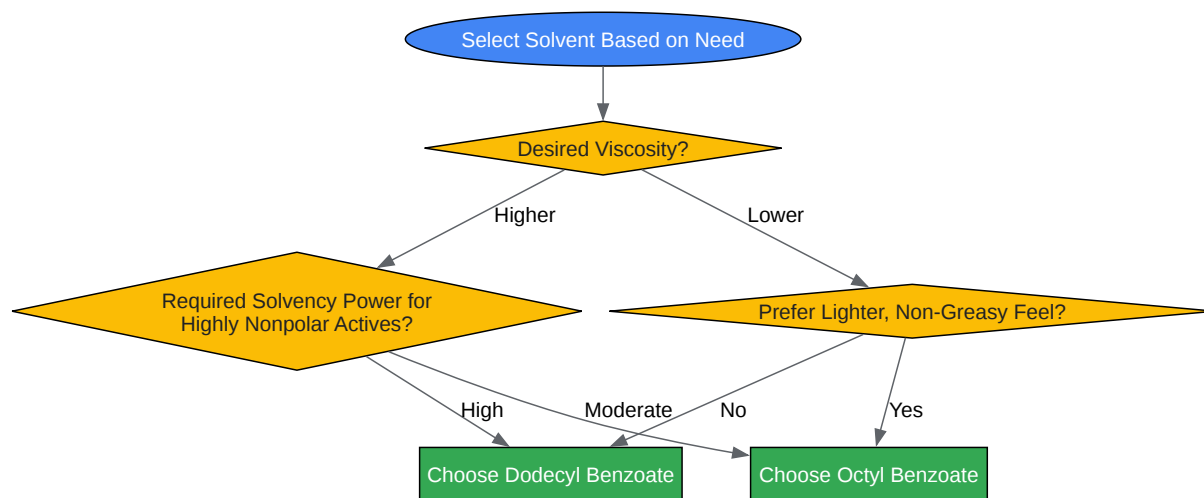 Select Solvent Based on Need
Desired Viscosity?
Higher
Lower
Required Solvency Power for
Highly Nonpolar Actives?
Prefer Lighter, Non-Greasy Feel?
High
Moderate
No
Yes
Choose Dodecyl Benzoate
Choose Octyl Benzoate